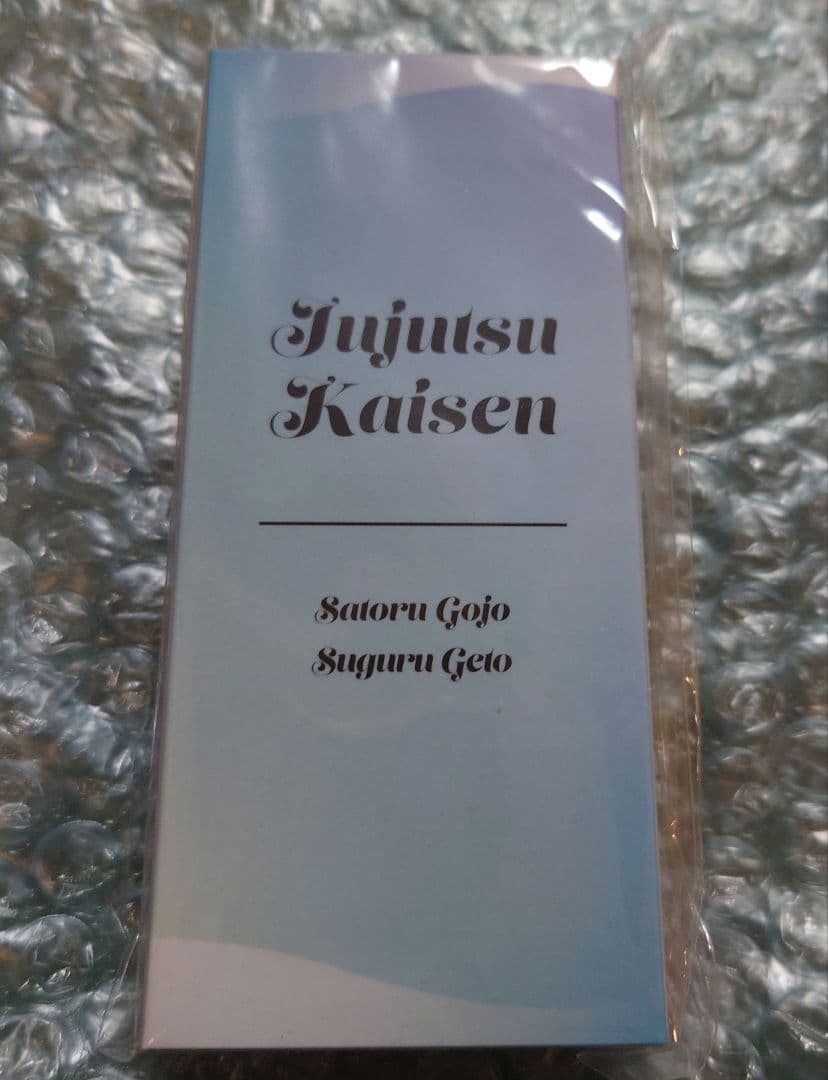 Jujutsu
Kaisen
Satoru Gojo
Suguru Geto